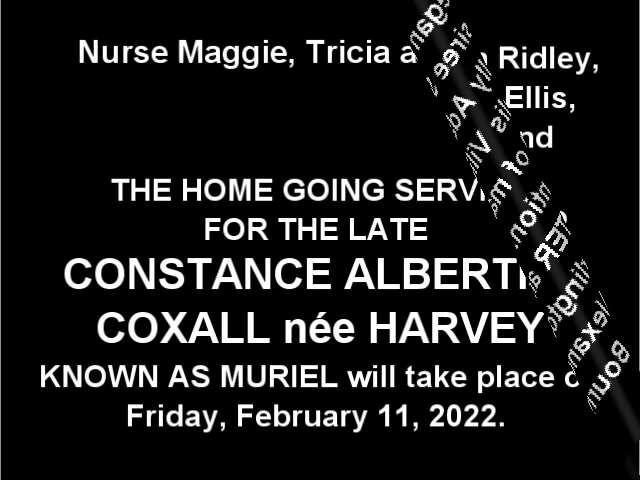 Nurse Maggie, Tricia a Ridley,
Ellis,
nd
THE HOME GOING SERVI
FOR THE LATE
CONSTANCE ALBERT
COXALL née HARVEY
KNOWN AS MURIEL will take place o
Friday, February 11, 2022.